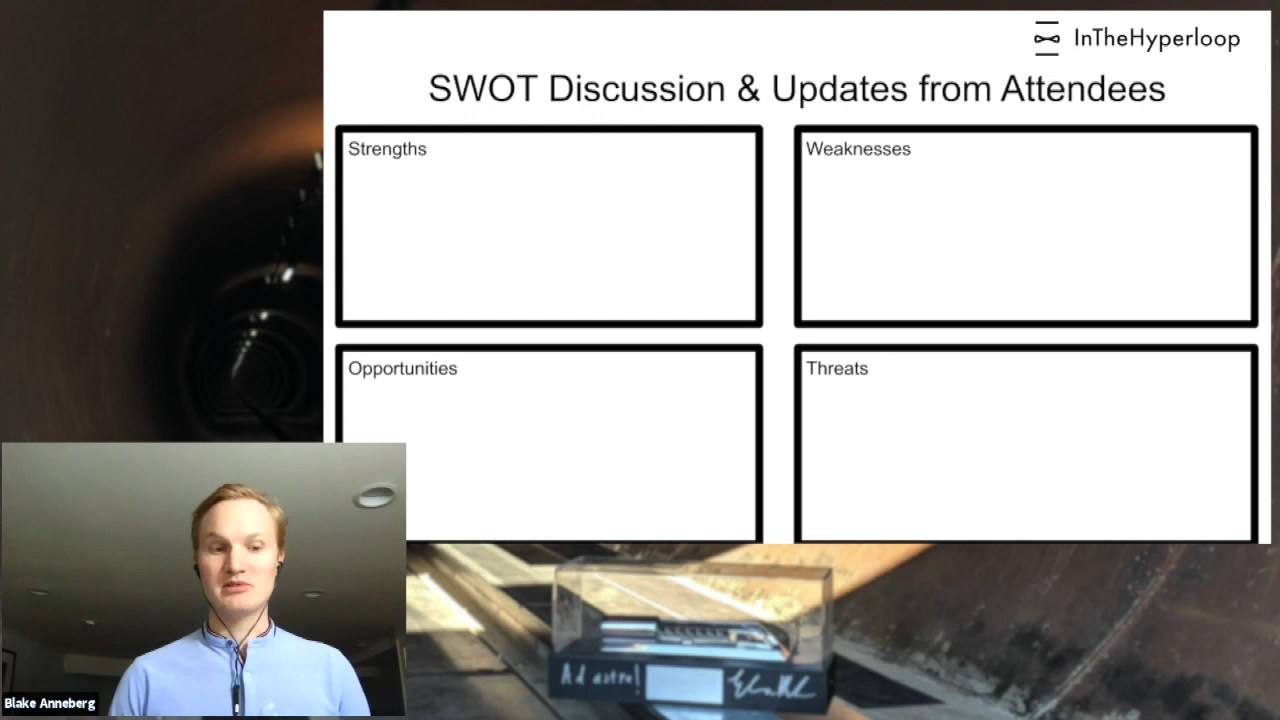 InTheHyperloop
SWOT Discussion & Updates from Attendees
Strengths
Weaknesses
Opportunities
Threats
Blake Anneberg
Ad astra!